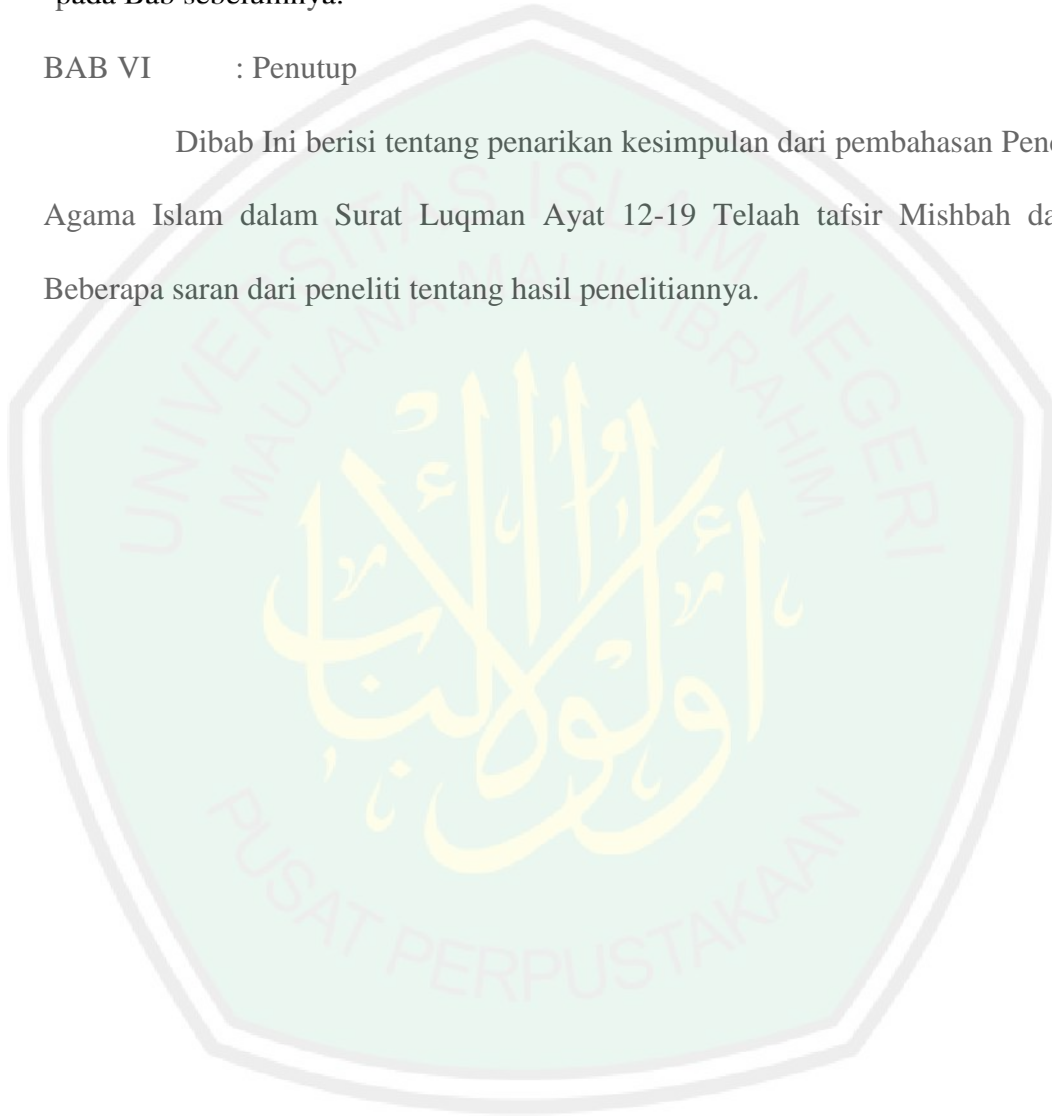 pada Bab sebelumnya.
BAB VI : Penutup
Dibab Ini berisi tentang penarikan kesimpulan dari pembahasan
Agama Islam dalam Surat Luqman Ayat 12-19 Telaah tafsir Mishbah
Beberapa saran dari peneliti tentang hasil penelitiannya.
UNIVERSITAS ISLAM NEGERI
MAULANA MALIK IBRAHIM
أولوا الألباب
PUSAT PERPUSTAKAAN